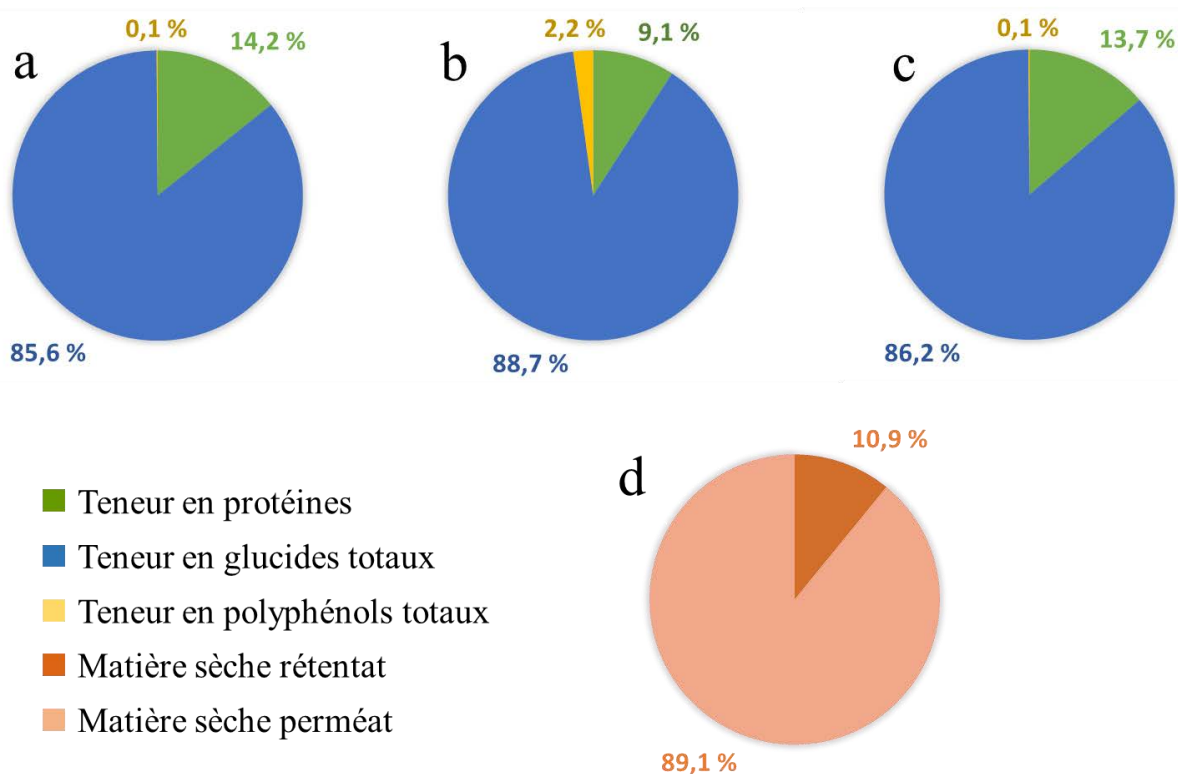 a
0,1 %
14,2 %
85,6 %
b
2,2 %
9,1 %
88,7 %
c
0,1 %
13,7 %
86,2 %
Teneur en protéines
Teneur en glucides totaux
Teneur en polyphénols totaux
Matière sèche rétentat
Matière sèche perméat
d
10,9 %
89,1 %